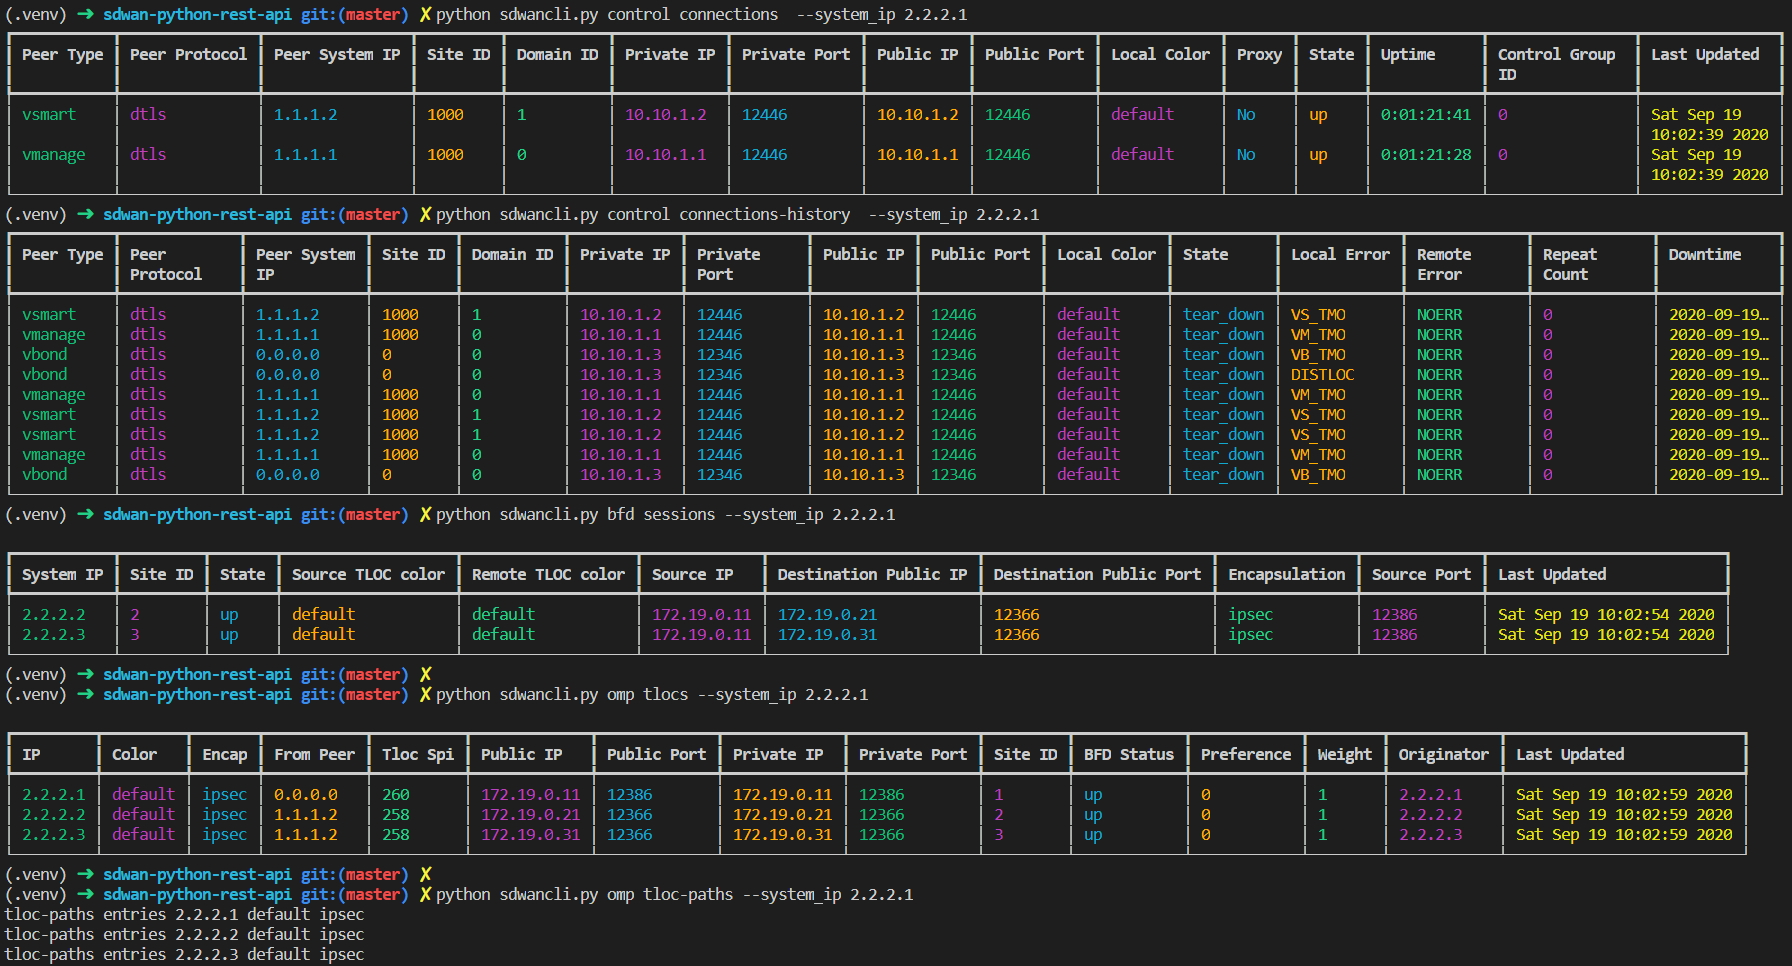 (.venv) ➜ sdwan-python-rest-api git:(master) ✗ python sdwancli.py control connections --system_ip 2.2.2.1
Peer Type Peer Protocol Peer System IP Site ID Domain ID Private IP Private Port Public IP Public Port Local Color Proxy State Uptime Control Group Last Updated
ID
vsmart dtls 1.1.1.2 1000 1 10.10.1.2 12446 10.10.1.2 12446 default No up 0:01:21:41 0 Sat Sep 19
10:02:39 2020
vmanage dtls 1.1.1.1 1000 0 10.10.1.1 12446 10.10.1.1 12446 default No up 0:01:21:28 0 Sat Sep 19
10:02:39 2020
(.venv) ➜ sdwan-python-rest-api git:(master) ✗ python sdwancli.py control connections-history --system_ip 2.2.2.1
Peer Type Peer Peer System Site ID Domain ID Private IP Private Public IP Public Port Local Color State Local Error Remote Repeat Downtime
Protocol IP Port Error Count
vsmart dtls 1.1.1.2 1000 1 10.10.1.2 12446 10.10.1.2 12446 default tear_down VS_TMO NOERR 0 2020-09-19…
vmanage dtls 1.1.1.1 1000 0 10.10.1.1 12446 10.10.1.1 12446 default tear_down VM_TMO NOERR 0 2020-09-19…
vbond dtls 0.0.0.0 0 0 10.10.1.3 12346 10.10.1.3 12346 default tear_down VB_TMO NOERR 0 2020-09-19…
vbond dtls 0.0.0.0 0 0 10.10.1.3 12346 10.10.1.3 12346 default tear_down DISTLOC NOERR 0 2020-09-19…
vmanage dtls 1.1.1.1 1000 0 10.10.1.1 12446 10.10.1.1 12446 default tear_down VM_TMO NOERR 0 2020-09-19…
vsmart dtls 1.1.1.2 1000 1 10.10.1.2 12446 10.10.1.2 12446 default tear_down VS_TMO NOERR 0 2020-09-19…
vsmart dtls 1.1.1.2 1000 1 10.10.1.2 12446 10.10.1.2 12446 default tear_down VS_TMO NOERR 0 2020-09-19…
vmanage dtls 1.1.1.1 1000 0 10.10.1.1 12446 10.10.1.1 12446 default tear_down VM_TMO NOERR 0 2020-09-19…
vbond dtls 0.0.0.0 0 0 10.10.1.3 12346 10.10.1.3 12346 default tear_down VB_TMO NOERR 0 2020-09-19…
(.venv) ➜ sdwan-python-rest-api git:(master) ✗ python sdwancli.py bfd sessions --system_ip 2.2.2.1
System IP Site ID State Source TLOC color Remote TLOC color Source IP Destination Public IP Destination Public Port Encapsulation Source Port Last Updated
2.2.2.2 2 up default default 172.19.0.11 172.19.0.21 12366 ipsec 12386 Sat Sep 19 10:02:54 2020
2.2.2.3 3 up default default 172.19.0.11 172.19.0.31 12366 ipsec 12386 Sat Sep 19 10:02:54 2020
(.venv) ➜ sdwan-python-rest-api git:(master) ✗
(.venv) ➜ sdwan-python-rest-api git:(master) ✗ python sdwancli.py omp tlocs --system_ip 2.2.2.1
IP Color Encap From Peer Tloc Spi Public IP Public Port Private IP Private Port Site ID BFD Status Preference Weight Originator Last Updated
2.2.2.1 default ipsec 0.0.0.0 260 172.19.0.11 12386 172.19.0.11 12386 1 up 0 1 2.2.2.1 Sat Sep 19 10:02:59 2020
2.2.2.2 default ipsec 1.1.1.2 258 172.19.0.21 12366 172.19.0.21 12366 2 up 0 1 2.2.2.2 Sat Sep 19 10:02:59 2020
2.2.2.3 default ipsec 1.1.1.2 258 172.19.0.31 12366 172.19.0.31 12366 3 up 0 1 2.2.2.3 Sat Sep 19 10:02:59 2020
(.venv) ➜ sdwan-python-rest-api git:(master) ✗
(.venv) ➜ sdwan-python-rest-api git:(master) ✗ python sdwancli.py omp tloc-paths --system_ip 2.2.2.1
tloc-paths entries 2.2.2.1 default ipsec
tloc-paths entries 2.2.2.2 default ipsec
tloc-paths entries 2.2.2.3 default ipsec